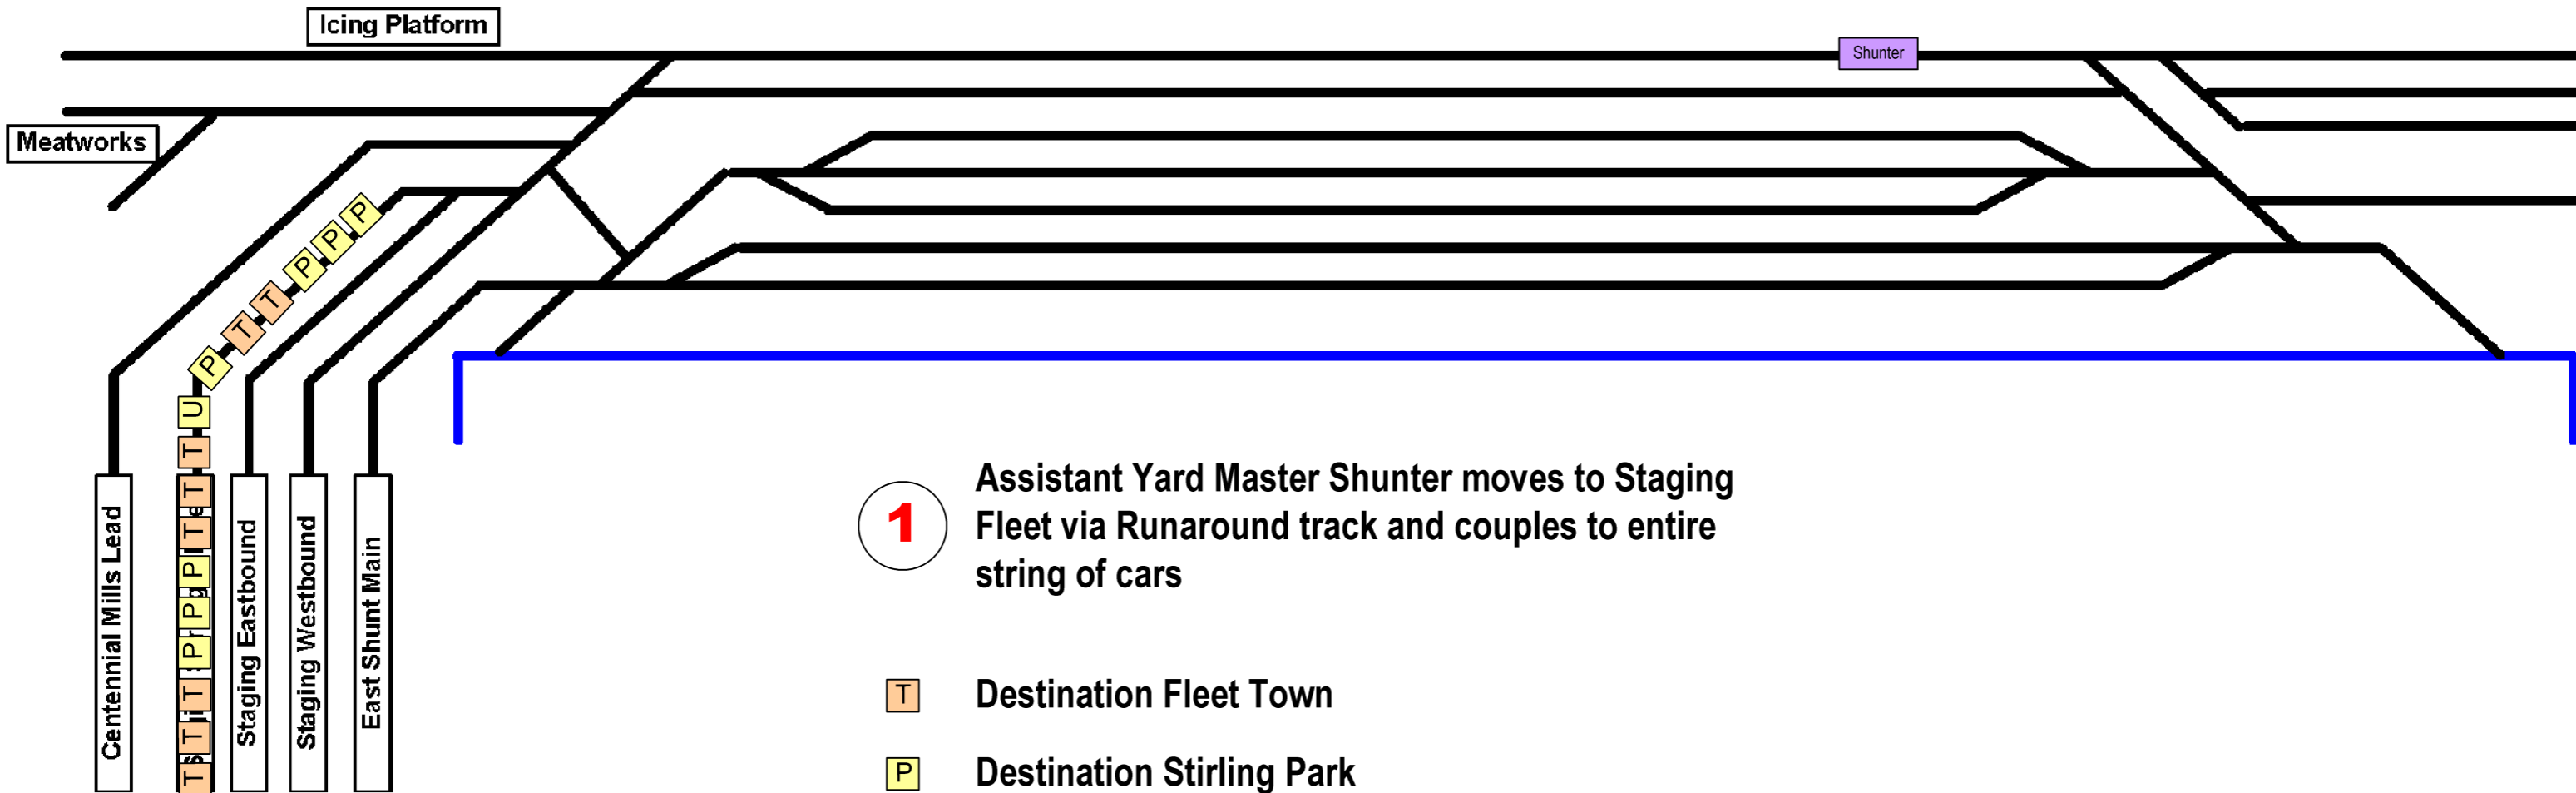 Icing Platform
Shunter
Meatworks
P
P
P
T
T
P
U
T
T
T
P
P
P
T
T
T
Centennial Mills Lead
Staging Eastbound
Staging Westbound
East Shunt Main
1
Assistant Yard Master Shunter moves to Staging
Fleet via Runaround track and couples to entire
string of cars
T Destination Fleet Town
P Destination Stirling Park